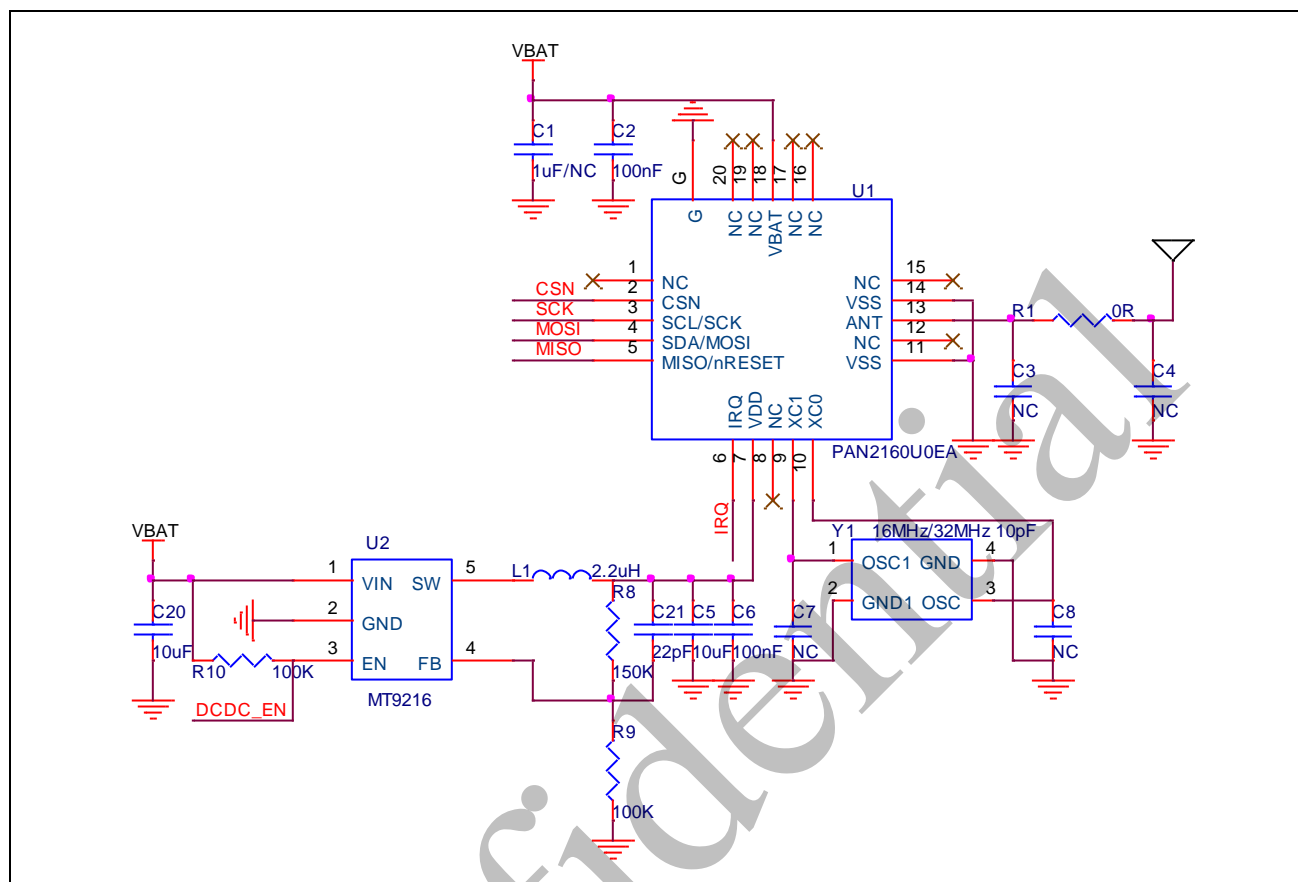 VBAT
C1
C2
1uF/NC
100nF
G
20
19
18
17
16
U1
G
NC
NC
VBAT
NC
NC
1
NC
15
NC
CSN
2
CSN
14
VSS
SCK
3
SCL/SCK
13
ANT
R1
0R
MOSI
4
SDA/MOSI
12
NC
MISO
5
MISO/nRESET
11
VSS
C3
C4
NC
NC
IRQ
VDD
NC
XC1
XC0
PAN2160U0EA
6
7
8
9
10
IRQ
Y1
16MHz/32MHz 10pF
1
OSC1
GND
4
2
GND1
OSC
3
C7
NC
C8
NC
VBAT
U2
1
VIN
SW
5
L1
2.2uH
2
GND
R8
C21
C5
C6
C20
10uF
22pF
10uF
100nF
3
EN
FB
4
R10
100K
150K
MT9216
DCDC_EN
R9
100K
fidential